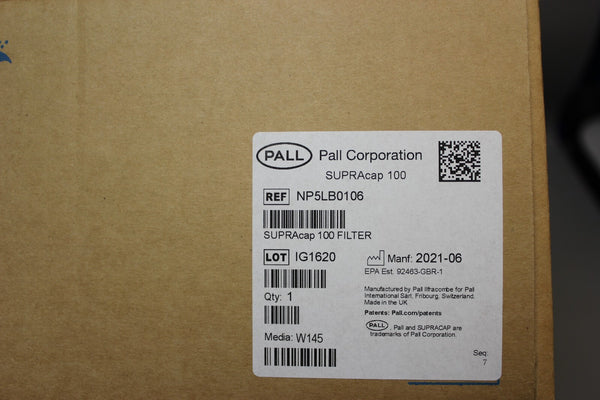 PALL Pall Corporation
SUPRAcap 100
REF NP5LB0106
SUPRAcap 100 FILTER
LOT IG1620
Manf: 2021-06
EPA Est. 92463-GBR-1
Qty: 1
Manufactured by Pall Ilfracombe for Pall
International Sàrl, Fribourg, Switzerland.
Made in the UK
Patents: Pall.com/patents
PALL Pall and SUPRACAP are
trademarks of Pall Corporation.
Media: W145
Seq:
7